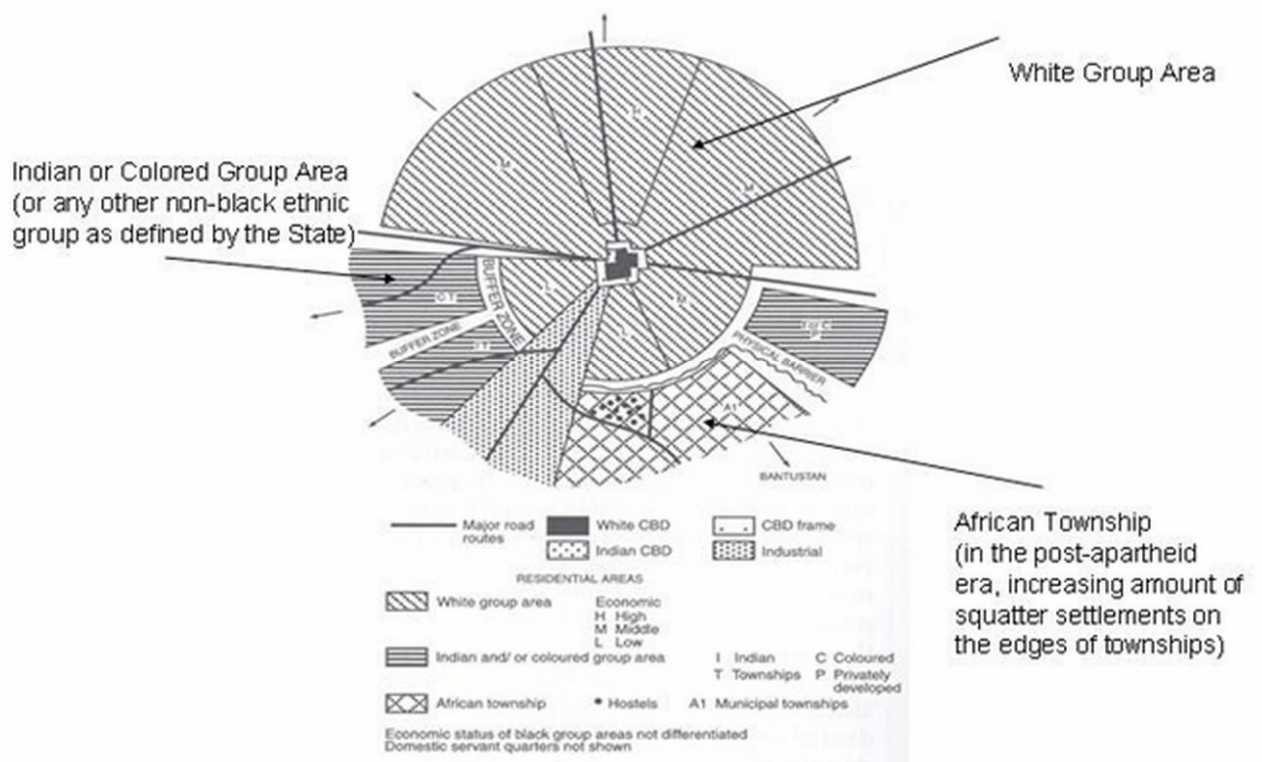 White Group Area
Indian or Colored Group Area
(or any other non-black ethnic
group as defined by the State)
H
M
M
L
M
L
C T
I T
BUFFER ZONE
BUFFER ZONE
I or C
P
PHYSICAL BARRIER
'A1'
BANTUSTAN
African Township
(in the post-apartheid
era, increasing amount of
squatter settlements on
the edges of townships)
Major road
routes
White CBD
CBD frame
Indian CBD
Industrial
RESIDENTIAL AREAS
White group area
Economic
H High
M Middle
L Low
Indian and/ or coloured group area
I Indian
C Coloured
T Townships
P Privately
developed
African township
Hostels
A1 Municipal townships
Economic status of black group areas not differentiated
Domestic servant quarters not shown